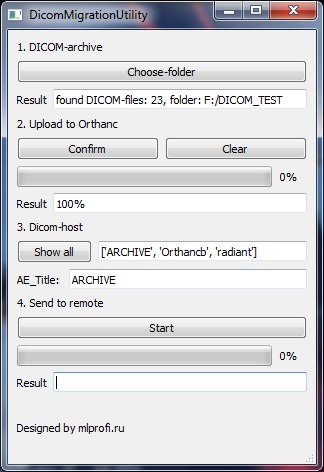 DicomMigrationUtility
1. DICOM-archive
Choose-folder
Result found DICOM-files: 23, folder: F:/DICOM_TEST
2. Upload to Orthanc
Confirm Clear
0%
Result 100%
3. Dicom-host
Show all ['ARCHIVE', 'Orthancb', 'radiant']
AE_Title: ARCHIVE
4. Send to remote
Start
0%
Result
Designed by mlprofi.ru